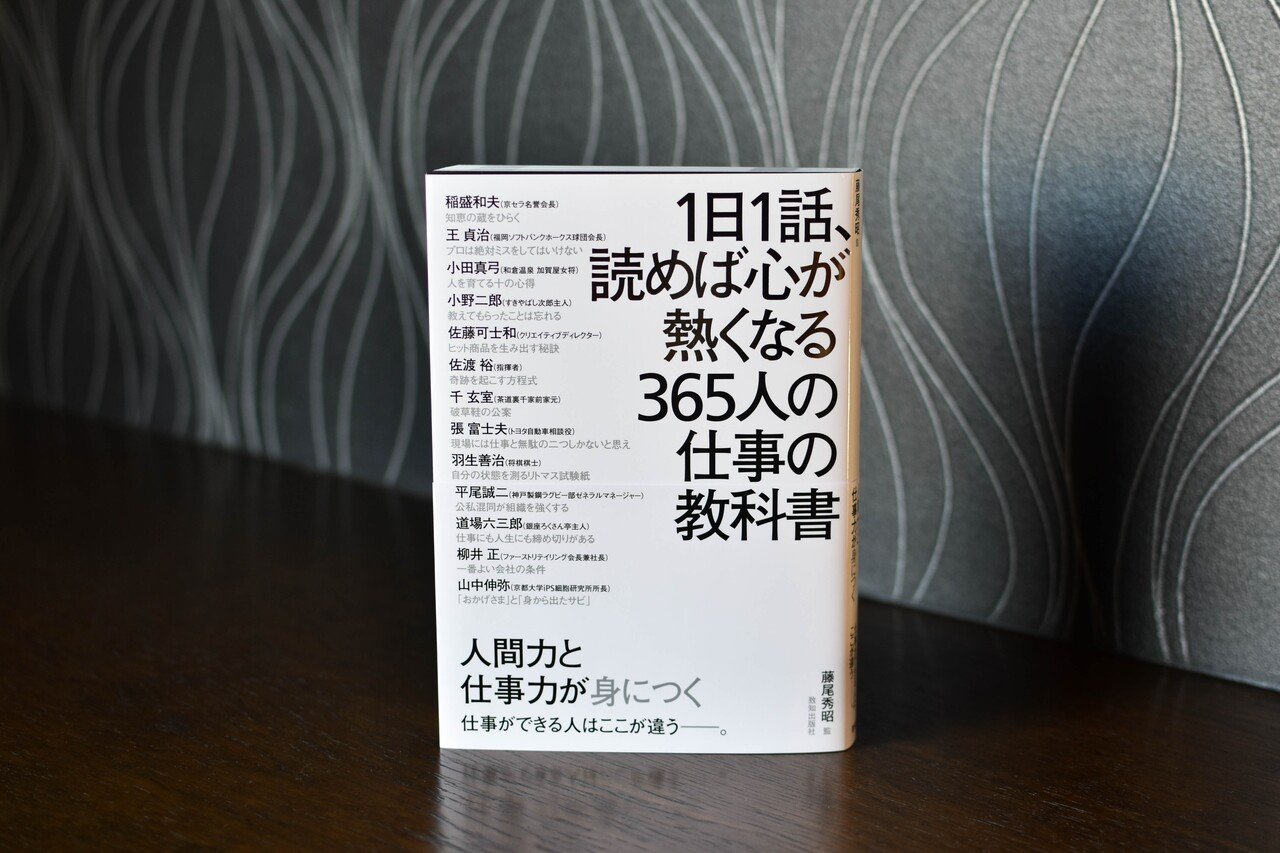 1日1話、
読めば心が
熱くなる
365人の
仕事の
教科書
稲盛和夫(京セラ名誉会長)
知恵の蔵をひらく
王 貞治(福岡ソフトバンクホークス球団会長)
プロは絶対ミスをしてはいけない
小田真弓(和倉温泉 加賀屋女将)
人を育てる十の心得
小野二郎(すきやばし次郎主人)
教えてもらったことは忘れる
佐藤可士和(クリエイティブディレクター)
ヒット商品を生み出す秘訣
佐渡 裕(指揮者)
奇跡を起こす方程式
千 玄室(茶道裏千家前家元)
破草鞋の公案
張 富士夫(トヨタ自動車相談役)
現場には仕事と無駄の二つしかないと思え
羽生善治(将棋棋士)
自分の状態を測るリトマス試験紙
平尾誠二(神戸製鋼ラグビー部ゼネラルマネージャー)
公私混同が組織を強くする
道場六三郎(銀座ろくさん亭主人)
仕事にも人生にも締め切りがある
柳井 正(ファーストリテイリング会長兼社長)
一番よい会社の条件
山中伸弥(京都大学iPS細胞研究所所長)
「おかげさま」と「身から出たサビ」
人間力と
仕事力が身につく
仕事ができる人はここが違う——。
藤尾秀昭 監
致知出版社
藤尾秀昭 監
仕事力が身につく